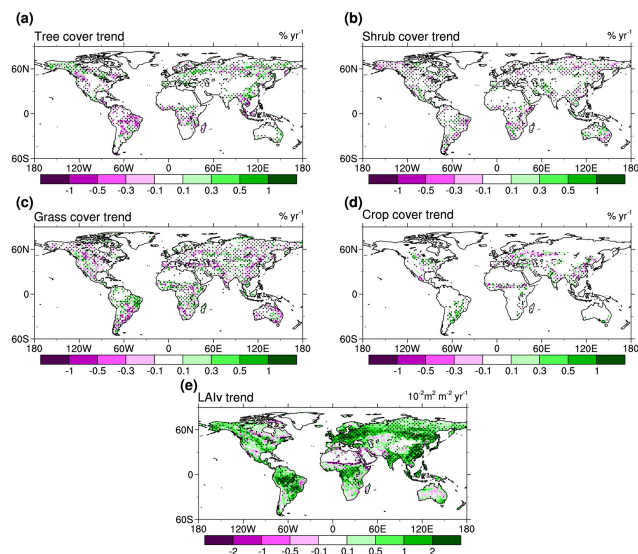 (a)
Tree cover trend % yr-1
60N
0
60S
180 120W 60W 0 60E 120E 180
-1 -0.5 -0.3 -0.1 0.1 0.3 0.5 1
(b)
Shrub cover trend % yr-1
60N
0
60S
180 120W 60W 0 60E 120E 180
-1 -0.5 -0.3 -0.1 0.1 0.3 0.5 1
(c)
Grass cover trend % yr-1
60N
0
60S
180 120W 60W 0 60E 120E 180
-1 -0.5 -0.3 -0.1 0.1 0.3 0.5 1
(d)
Crop cover trend % yr-1
60N
0
60S
180 120W 60W 0 60E 120E 180
-1 -0.5 -0.3 -0.1 0.1 0.3 0.5 1
(e)
LAIv trend 10-2m2 m-2 yr-1
60N
0
60S
180 120W 60W 0 60E 120E 180
-2 -1 -0.5 -0.1 0.1 0.5 1 2